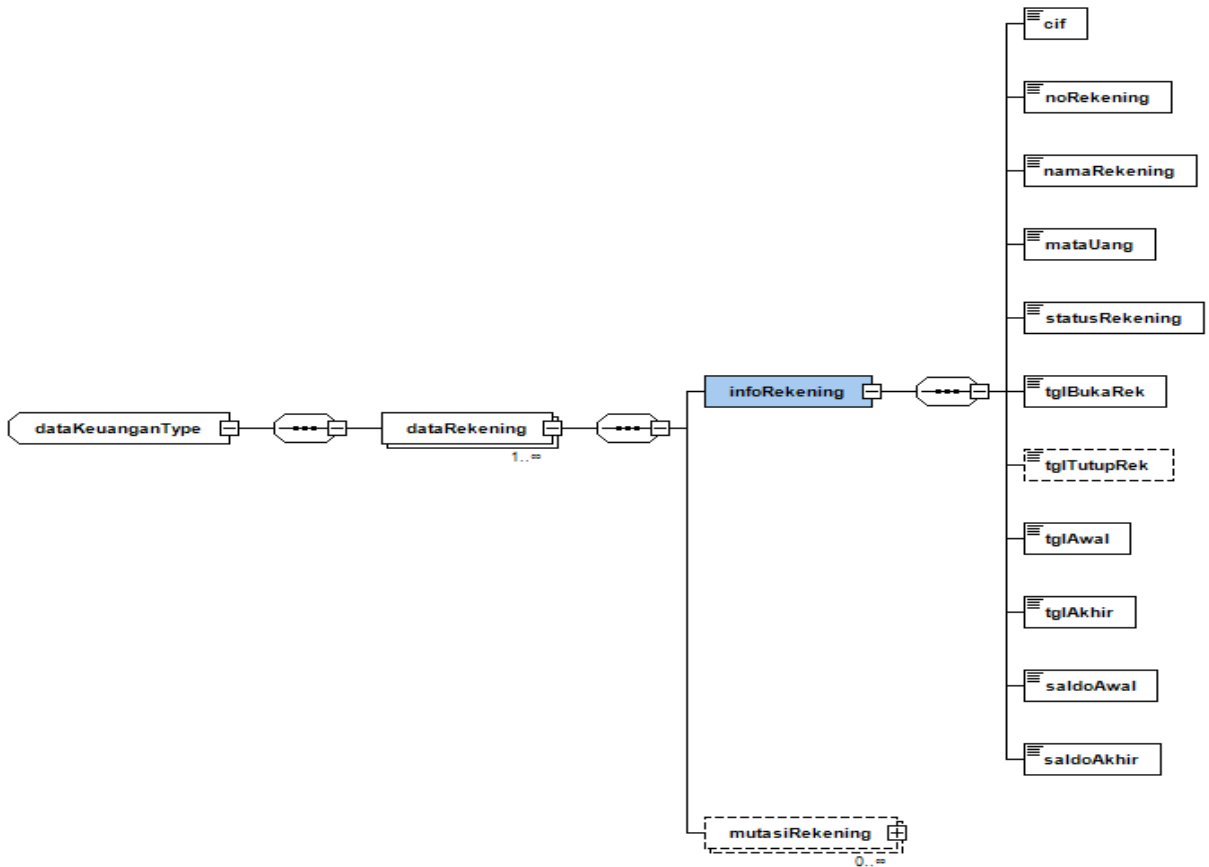 cif
noRekening
namaRekening
mataUang
statusRekening
infoRekening
tglBukaRek
dataKeuanganType
dataRekening
1..∞
tglTutupRek
tglAwal
tglAkhir
saldoAwal
saldoAkhir
mutasiRekening
0..∞